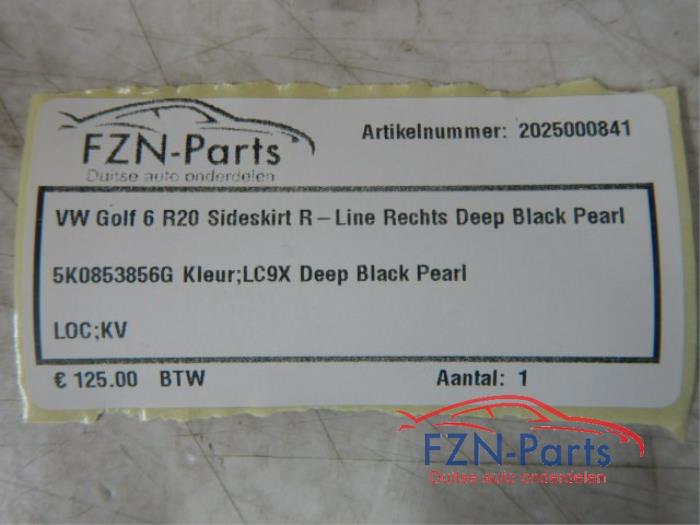 FZN-Parts
Duitse auto onderdelen
Artikelnummer: 2025000841
VW Golf 6 R20 Sideskirt R-Line Rechts Deep Black Pearl
5K0853856G Kleur;LC9X Deep Black Pearl
LOC;KV
€ 125.00 BTW
Aantal: 1
FZN-Parts
Duitse auto onderdelen